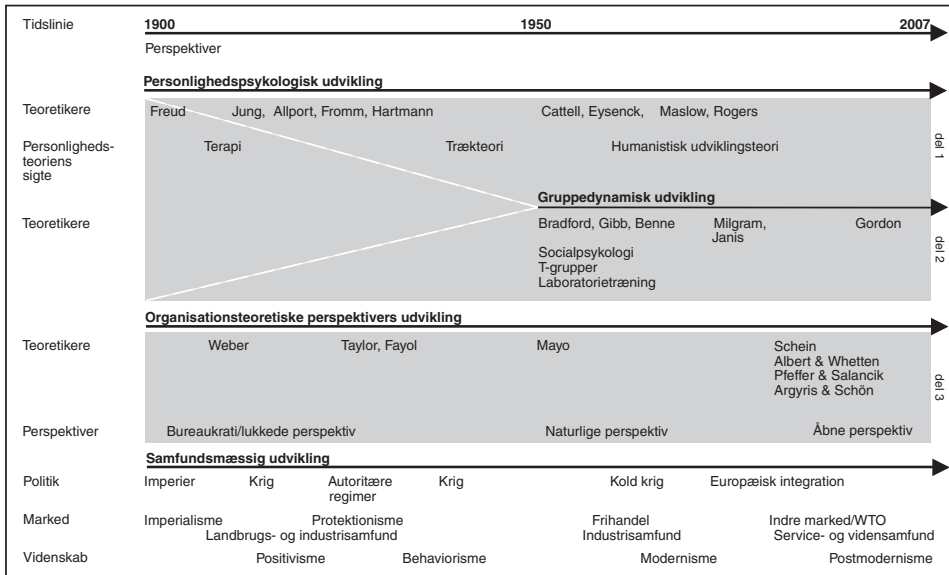 Tidslinie 1900 1950 2007
Perspektiver
Personlighedspsykologisk udvikling
Teoretikere Freud Jung, Allport, Fromm, Hartmann Cattell, Eysenck, Maslow, Rogers
Personligheds-
teoriens
sigte
Terapi Trækteori Humanistisk udviklingsteori
del 1
Gruppedynamisk udvikling
Teoretikere Bradford, Gibb, Benne Milgram, Gordon
Janis
Socialpsykologi
T-grupper
Laboratorietræning
del 2
Organisationsteoretiske perspektivers udvikling
Teoretikere Weber Taylor, Fayol Mayo Schein
Albert & Whetten
Pfeffer & Salancik
Argyris & Schön
del 3
Perspektiver Bureaukrati/lukkede perspektiv Naturlige perspektiv Åbne perspektiv
Samfundsmæssig udvikling
Politik Imperier Krig Autoritære Krig Kold krig Europæisk integration
regimer
Marked Imperialisme Protektionisme Frihandel Indre marked/WTO
Landbrugs- og industrisamfund Industrisamfund Service- og vidensamfund
Videnskab Positivisme Behaviorisme Modernisme Postmodernisme